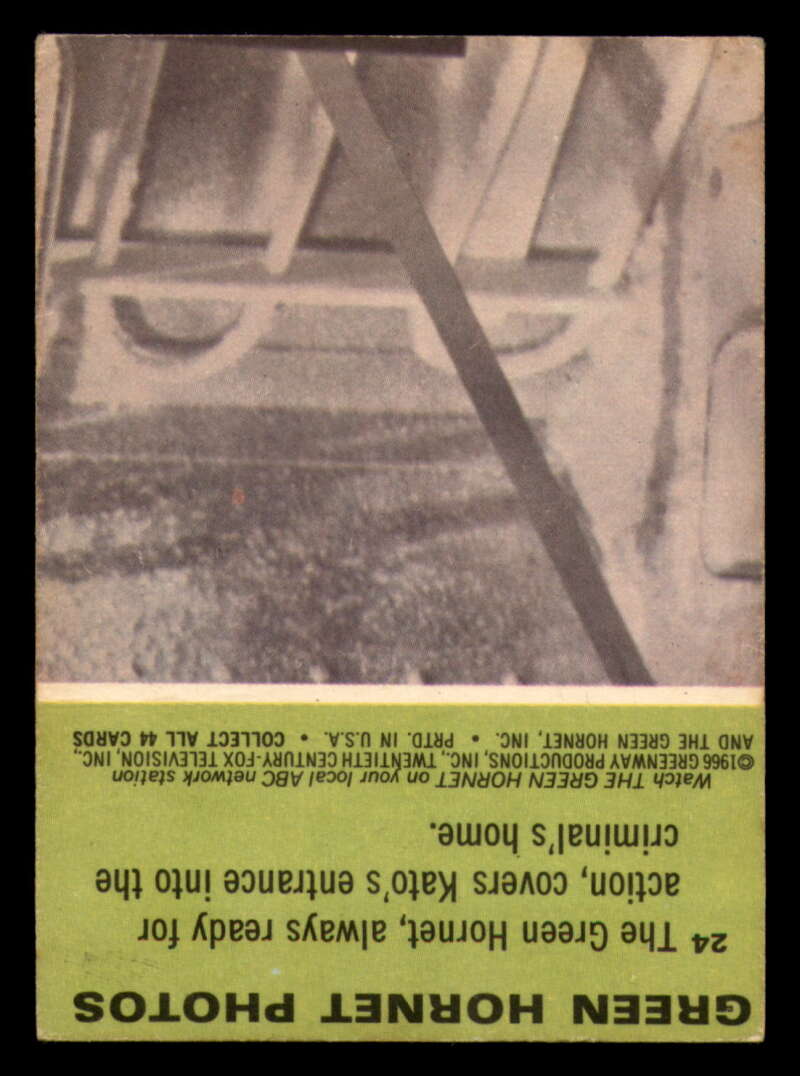 GREEN HORNET PHOTOS
24 The Green Hornet, always ready for
action, covers Kato's entrance into the
criminal's home.
Watch THE GREEN HORNET on your local ABC network station
©1966 GREENWAY PRODUCTIONS, INC., TWENTIETH CENTURY-FOX TELEVISION, INC.,
AND THE GREEN HORNET, INC. • PRTD. IN U.S.A. • COLLECT ALL 44 CARDS